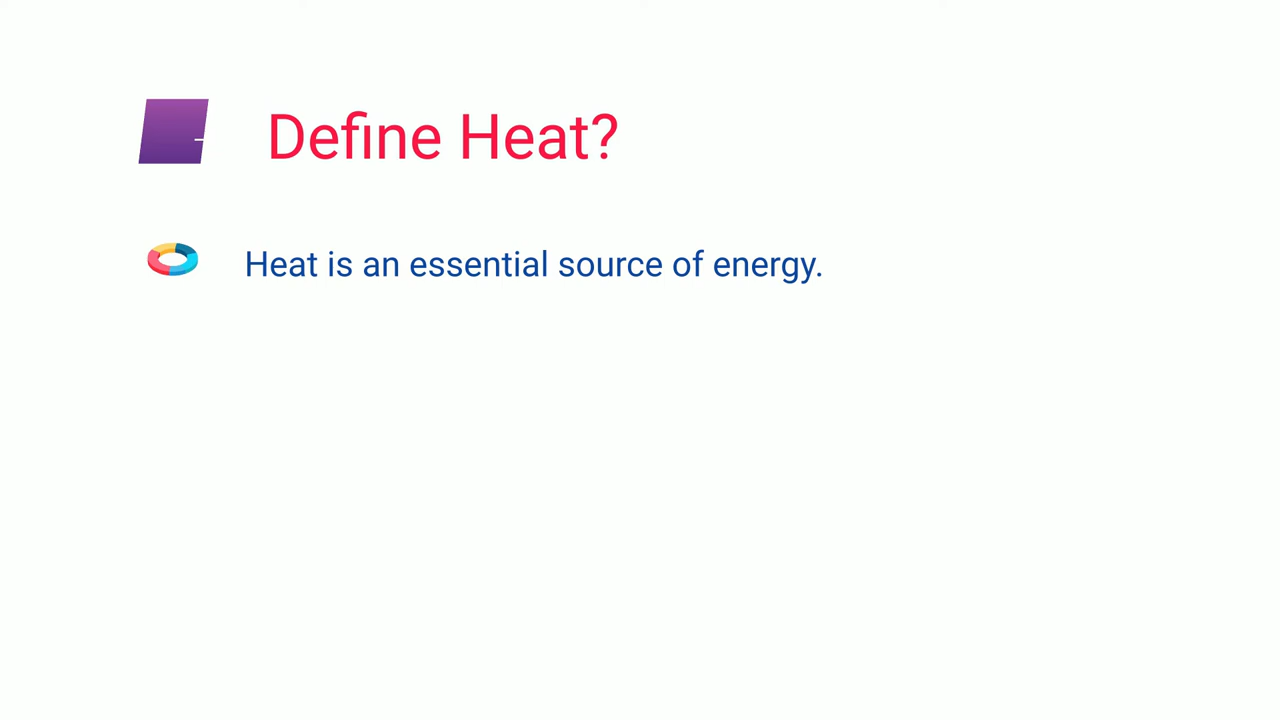 Define Heat?
Heat is an essential source of energy.